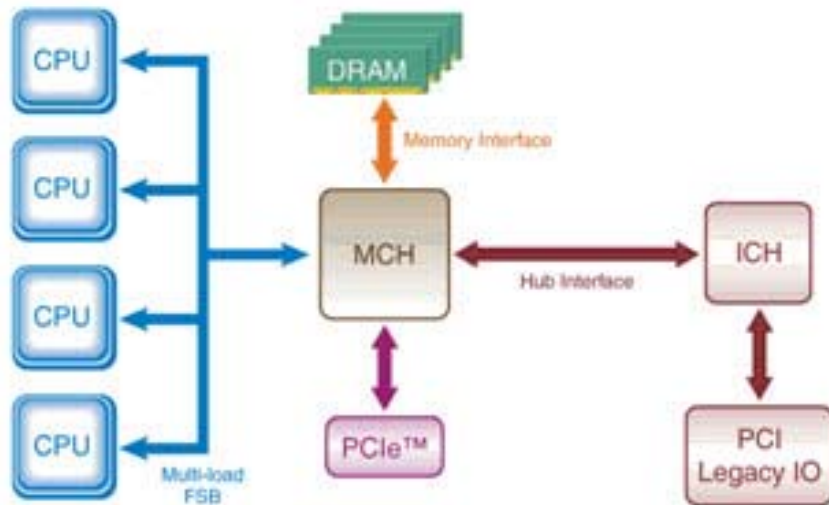 CPU
CPU
CPU
CPU
Multi-load
FSB
DRAM
Memory Interface
MCH
Hub Interface
ICH
PCIe™
PCI
Legacy IO